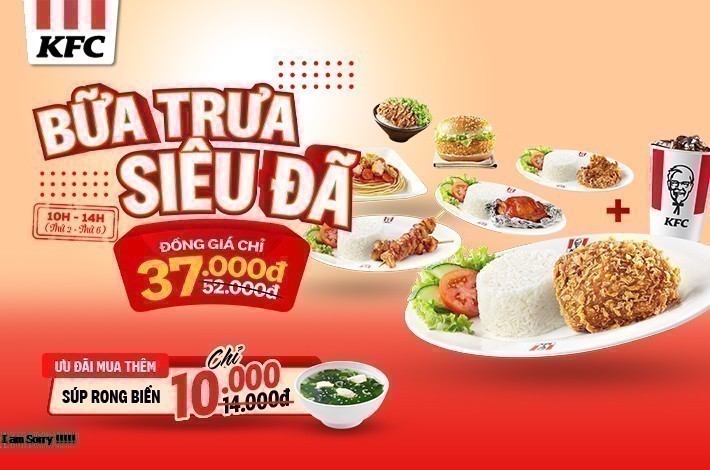 KFC
BỮA TRƯA
SIÊU ĐÃ
10H - 14H
(Thứ 2 - Thứ 6)
ĐỒNG GIÁ CHỈ
37.000đ
52.000đ
+
KFC
ƯU ĐÃI MUA THÊM
SÚP RONG BIỂN
Chỉ
10.000
14.000đ
I am Sorry !!!!!